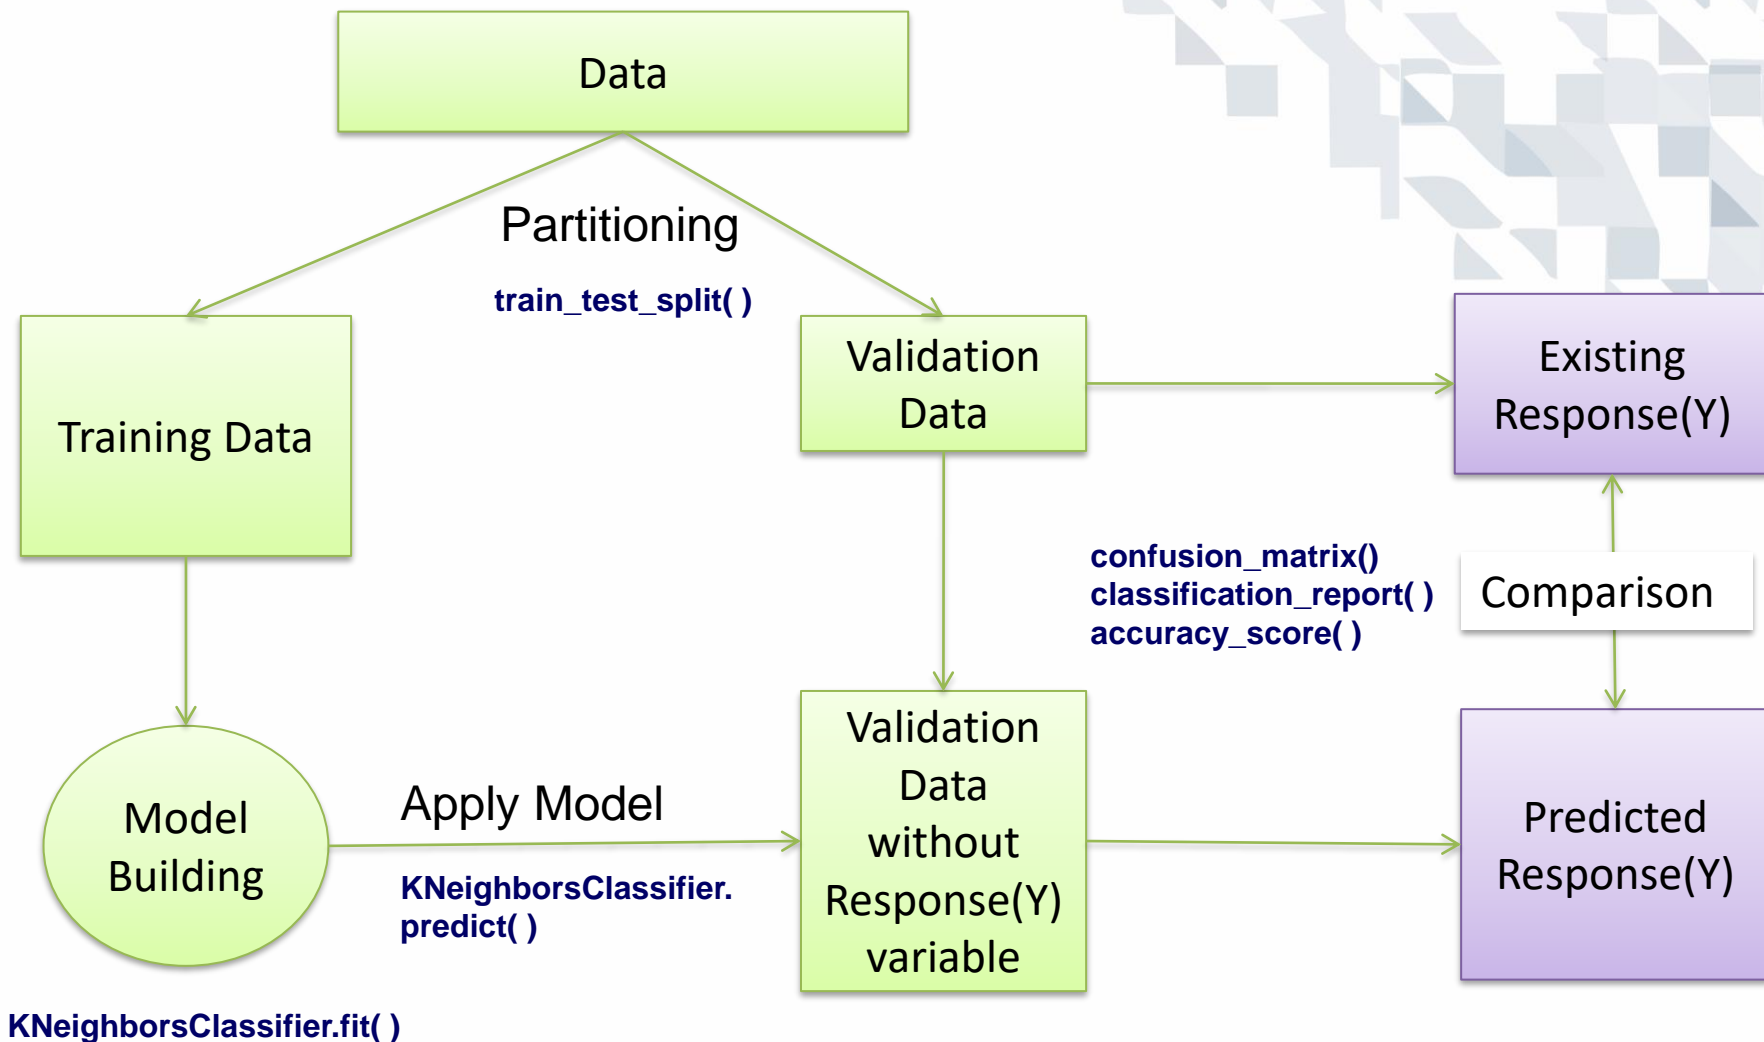 Data
Partitioning
train_test_split( )
Training Data
Validation
Data
Existing
Response(Y)
confusion_matrix()
classification_report( )
accuracy_score( )
Comparison
Model
Building
Apply Model
KNeighborsClassifier.
predict( )
Validation
Data
without
Response(Y)
variable
Predicted
Response(Y)
KNeighborsClassifier.fit( )